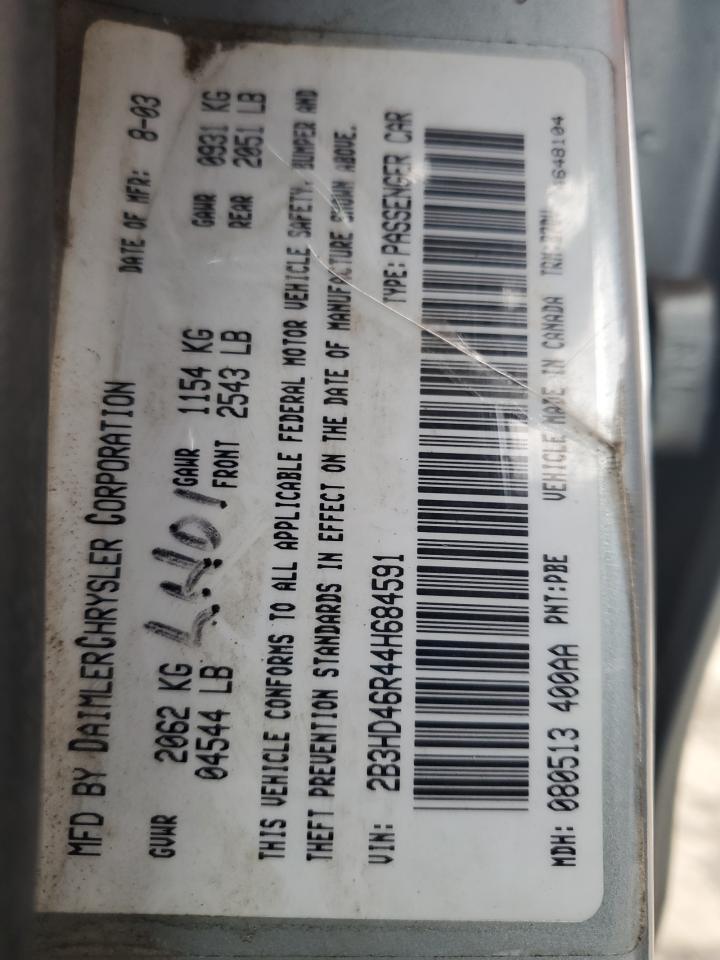 MFD BY DAIMLERCHRYSLER CORPORATION DATE OF MFR: 8-03
GVWR 2062 KG GAWR 1154 KG GAWR 0931 KG
04544 LB FRONT 2543 LB REAR 2051 LB
THIS VEHICLE CONFORMS TO ALL APPLICABLE FEDERAL MOTOR VEHICLE SAFETY, BUMPER AND
THEFT PREVENTION STANDARDS IN EFFECT ON THE DATE OF MANUFACTURE SHOWN ABOVE.
VIN: 2B3HD46R44H684591 TYPE: PASSENGER CAR
MDH: 080513 400AA PNT:PBE VEHICLE MADE IN CANADA 4648104